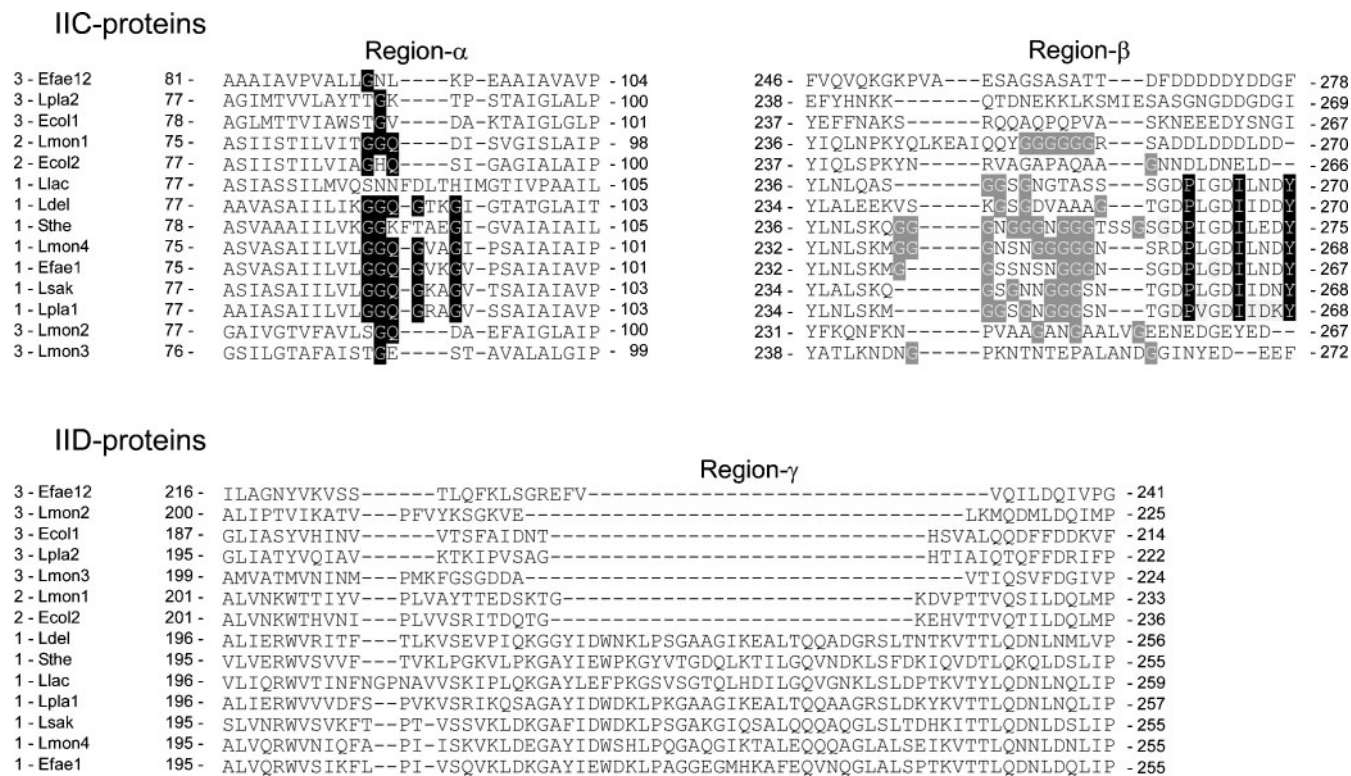 IIC-proteins
Region-α Region-β
3 - Efae12 81 - AAAIAVPVALLGNL----KP-EAAIAVAVP - 104 246 - FVQVQKGKPVA----ESAGSASATT---DFDDDDDYDDGF - 278
3 - Lpla2 77 - AGIMTVVLAYTTGK----TP-STAIGLALP - 100 238 - EFYHNKK-------QTDNEKKLKSMIESASGNGDDGDGI - 269
3 - Ecol1 78 - AGLMTTVIAWSTGV----DA-KTAIGLGLP - 101 237 - YEFFNAKS------RQQAQPQPVA----SKNEEEDYSNGI - 267
2 - Lmon1 75 - ASIISTILVITGGQ----DI-SVGISLAIP - 98 236 - YIQLNPKYQLKEAIQQYGGGGGGR----SADDLDDDLDD-- - 270
2 - Ecol2 77 - ASIISTILVIAGHQ----SI-GAGIALAIP - 100 237 - YIQLSPKYN-----RVAGAPAQAA---GNNDLDNELD-- - 266
1 - Llac 77 - ASIASSILMVQSNNFDLTHIMGTIVPAAIL - 105 236 - YLNLQAS-------GGSGNGTASS---SGDPIGDILNDY - 270
1 - Ldel 77 - AAVASAIILIKGGQ-GTKGI-GTATGLAIT - 103 234 - YLALEEKVS-----KGSGDVAAAG---TGDPLGDIIDDY - 270
1 - Sthe 78 - ASVAAAIILVKGGKFTAEGI-GVAIAIAIL - 105 236 - YLNLSKQGG-----GNGGGNGGGTSSGSGDPLGDILEDY - 275
1 - Lmon4 75 - ASVASAIILVLGGQ-GVAGI-PSAIAIAIP - 101 232 - YLNLSKMGG-----GNSNGGGGGN---SRDPLGDILNDY - 268
1 - Efae1 75 - ASVASAIILVLGGQ-GVKGV-PSAIAIAVP - 101 232 - YLNLSKMG------GSSNSNGGGN---SGDPLGDILNDY - 267
1 - Lsak 77 - ASIASAIILVLGGQ-GKAGV-TSAIAIAVP - 103 234 - YLALSKQ-------GSGNNGGGSN---TGDPLGDIIDNY - 268
1 - Lpla1 77 - AAIASAIILVLSGQ-GRAGV-SSAIAIAVP - 103 234 - YLNLSKM-------GGSGNGGGSN---TGDPVGDIIDKY - 268
3 - Lmon2 77 - GAIVGTVFAVLSGQ----DA-EFAIGLAIP - 100 231 - YFKQNFKN------PVAAGANGAALVGEENEDGEYED-- - 267
3 - Lmon3 76 - GSILGTAFAISTGE----ST-AVALALGIP - 99 238 - YATLKNDNG-----PKNTNTEPALANDGGINYED--EEF - 272
IID-proteins
Region-γ
3 - Efae12 216 - ILAGNYVKVSS------TLQFKLSGREFV--------------------------------VQILDQIVPG - 241
3 - Lmon2 200 - ALIPTVIKATV---PFVYKSGKVE-----------------------------------LKMQDMLDQIMP - 225
3 - Ecol1 187 - GLIASYVHINV------VTSFAIDNT------------------------------HSVALQQDFFDDKVF - 214
3 - Lpla2 195 - GLIATYVQIAV------KTKIPVSAG------------------------------HTIAIQTQFFDRIFP - 222
3 - Lmon3 199 - AMVATMVNINM---PMKFGSGDDA-----------------------------------VTIQSVFDGIVP - 224
2 - Lmon1 201 - ALVNKWTTIYV---PLVAYTTEDSKTG----------------------------KDVPTTVQSILDQLMP - 233
2 - Ecol2 201 - ALVNKWTHVNI---PLVVSRITDQTG-----------------------------KEHVTTVQTILDQLMP - 236
1 - Ldel 196 - ALIERWVRITF---TLKVSEVPIQKGGYIDWNKLPSGAAGIKEALTQQADGRSLTNTKVTTLQDNLNMLVP - 256
1 - Sthe 195 - VLVERWVSVVF---TVKLPGKVLPKGAYIEWPKGYVTGDQLKTILGQVNDKLSFDKIQVDTLQKQLDSLIP - 255
1 - Llac 196 - VLIQRWVTINFNGPNAVVSKIPLQKGAYLEFPKGSVSGTQLHDILGQVGNKLSLDPTKVTYLQDNLNQLIP - 259
1 - Lpla1 196 - ALIERWVVVDFS--PVKVSRIKQSAGAYIDWDKLPKGAAGIKEALTQQAAGRSLDKYKVTTLQDNLNQLIP - 257
1 - Lsak 195 - SLVNRWVSVKFT--PT-VSSVKLDKGAFIDWDKLPSGAKGIQSALQQQAQGLSLTDHKITTLQDNLDSLIP - 255
1 - Lmon4 195 - ALVQRWVNIQFA--PI-ISKVKLDEGAYIDWSHLPQGAQGIKTALEQQQAGLALSEIKVTTLQNNLDNLIP - 255
1 - Efae1 195 - ALVQRWVSIKFL--PI-VSQVKLDKGAYIEWDKLPAGGEGMHKAFEQVNQGLALSPTKVTTLQDNLDSLIP - 255